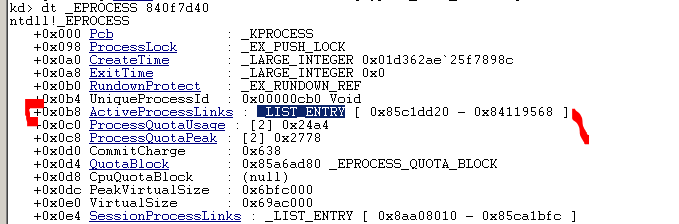 kd> dt _EPROCESS 840f7d40
ntdll!_EPROCESS
+0x000 Pcb : _KPROCESS
+0x098 ProcessLock : _EX_PUSH_LOCK
+0x0a0 CreateTime : _LARGE_INTEGER 0x01d362ae`25f7898c
+0x0a8 ExitTime : _LARGE_INTEGER 0x0
+0x0b0 RundownProtect : _EX_RUNDOWN_REF
+0x0b4 UniqueProcessId : 0x00000cb0 Void
+0x0b8 ActiveProcessLinks : _LIST_ENTRY [ 0x85c1dd20 - 0x84119568 ]
+0x0c0 ProcessQuotaUsage : [2] 0x24a4
+0x0c8 ProcessQuotaPeak : [2] 0x2778
+0x0d0 CommitCharge : 0x638
+0x0d4 QuotaBlock : 0x85a6ad80 _EPROCESS_QUOTA_BLOCK
+0x0d8 CpuQuotaBlock : (null)
+0x0dc PeakVirtualSize : 0x6bfc000
+0x0e0 VirtualSize : 0x69ac000
+0x0e4 SessionProcessLinks : _LIST_ENTRY [ 0x8aa08010 - 0x85ca1bfc ]